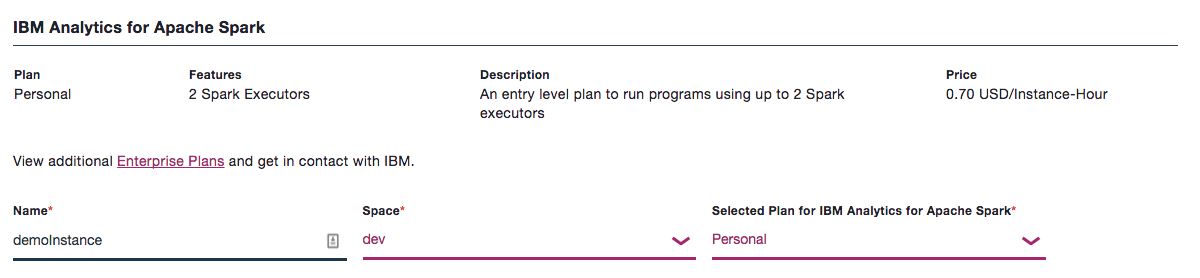 IBM Analytics for Apache Spark
Plan Features Description Price
Personal 2 Spark Executors An entry level plan to run programs using up to 2 Spark 0.70 USD/Instance-Hour
executors
View additional Enterprise Plans and get in contact with IBM.
Name* Space* Selected Plan for IBM Analytics for Apache Spark*
demoInstance dev Personal